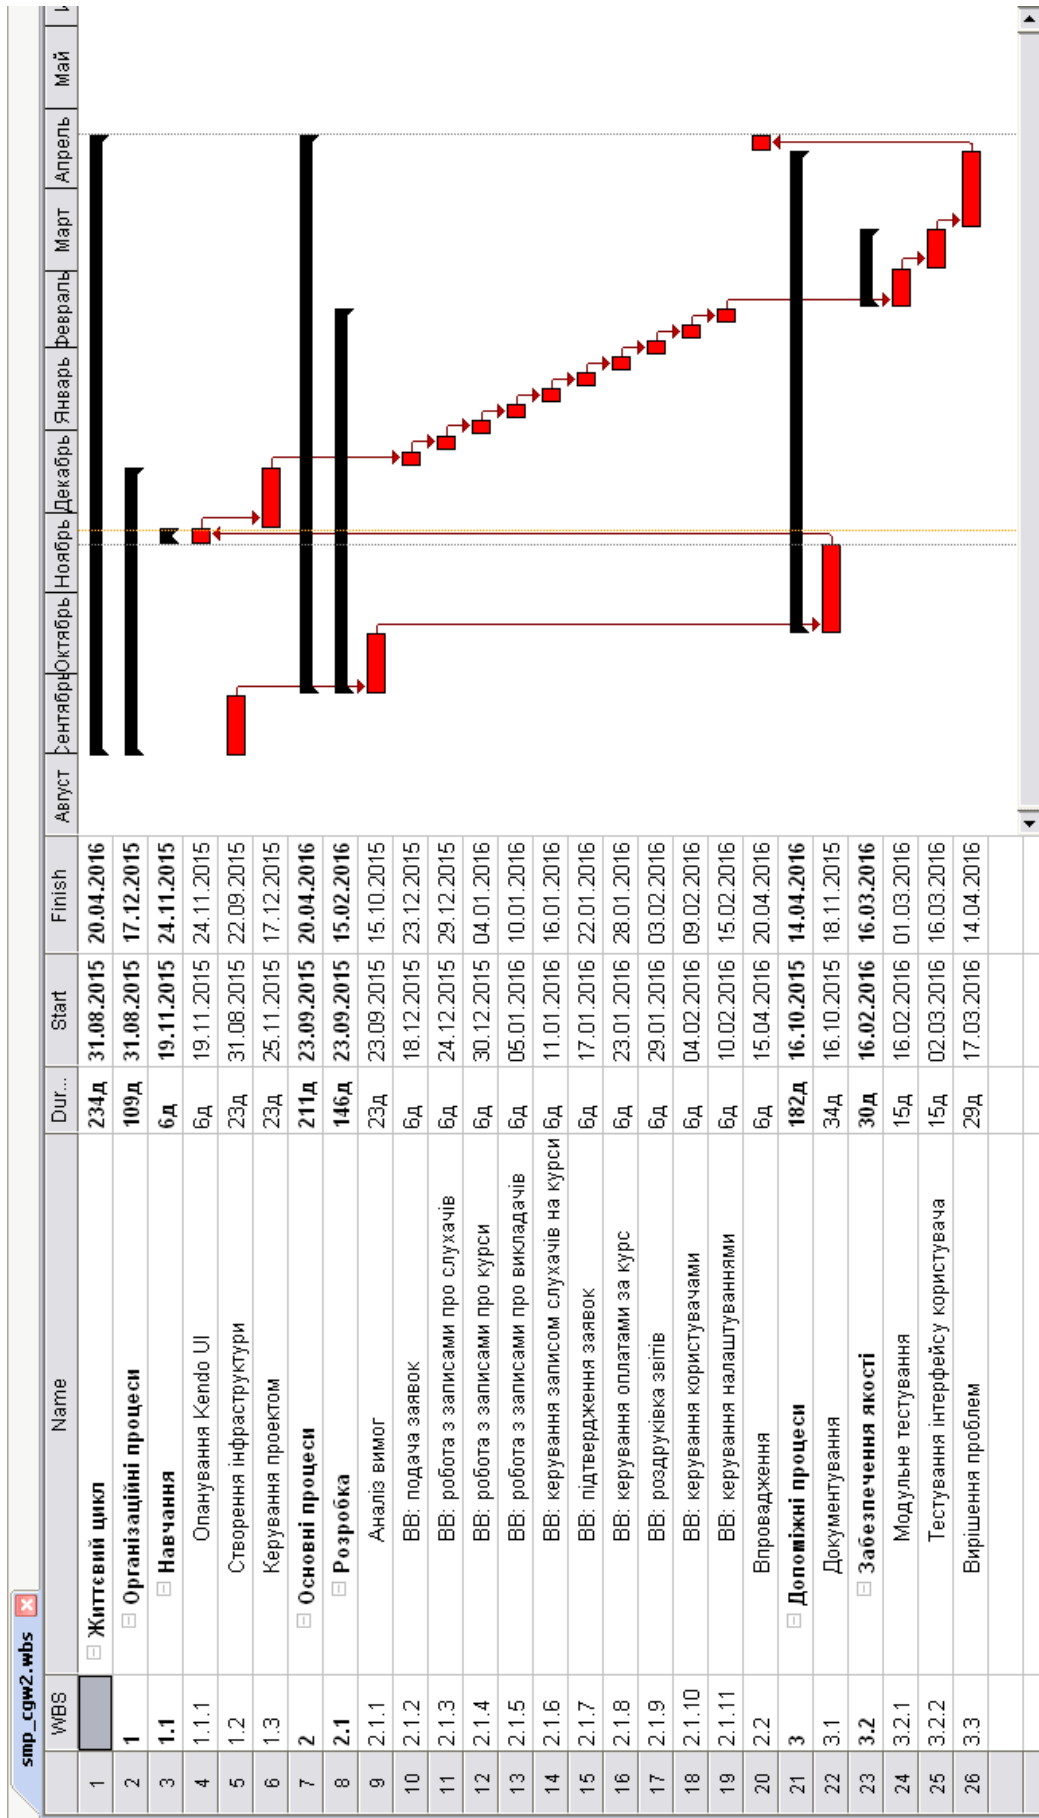 smp_cgw2.wbs
WBS Name Dur... Start Finish Август Сентябрь Октябрь Ноябрь Декабрь Январь Февраль Март Апрель Май
1 Життєвий цикл 234д 31.08.2015 20.04.2016
2 1 Організаційні процеси 109д 31.08.2015 17.12.2015
3 1.1 Навчання 6д 19.11.2015 24.11.2015
4 1.1.1 Опанування Kendo UI 6д 19.11.2015 24.11.2015
5 1.2 Створення інфраструктури 23д 31.08.2015 22.09.2015
6 1.3 Керування проектом 23д 25.11.2015 17.12.2015
7 2 Основні процеси 211д 23.09.2015 20.04.2016
8 2.1 Розробка 146д 23.09.2015 15.02.2016
9 2.1.1 Аналіз вимог 23д 23.09.2015 15.10.2015
10 2.1.2 ВВ: подача заявок 6д 18.12.2015 23.12.2015
11 2.1.3 ВВ: робота з записами про слухачів 6д 24.12.2015 29.12.2015
12 2.1.4 ВВ: робота з записами про курси 6д 30.12.2015 04.01.2016
13 2.1.5 ВВ: робота з записами про викладачів 6д 05.01.2016 10.01.2016
14 2.1.6 ВВ: керування записом слухачів на курси 6д 11.01.2016 16.01.2016
15 2.1.7 ВВ: підтвердження заявок 6д 17.01.2016 22.01.2016
16 2.1.8 ВВ: керування оплатами за курс 6д 23.01.2016 28.01.2016
17 2.1.9 ВВ: роздруківка звітів 6д 29.01.2016 03.02.2016
18 2.1.10 ВВ: керування користувачами 6д 04.02.2016 09.02.2016
19 2.1.11 ВВ: керування налаштуваннями 6д 10.02.2016 15.02.2016
20 2.2 Впровадження 6д 15.04.2016 20.04.2016
21 3 Допоміжні процеси 182д 16.10.2015 14.04.2016
22 3.1 Документування 34д 16.10.2015 18.11.2015
23 3.2 Забезпечення якості 30д 16.02.2016 16.03.2016
24 3.2.1 Модульне тестування 15д 16.02.2016 01.03.2016
25 3.2.2 Тестування інтерфейсу користувача 15д 02.03.2016 16.03.2016
26 3.3 Вирішення проблем 29д 17.03.2016 14.04.2016